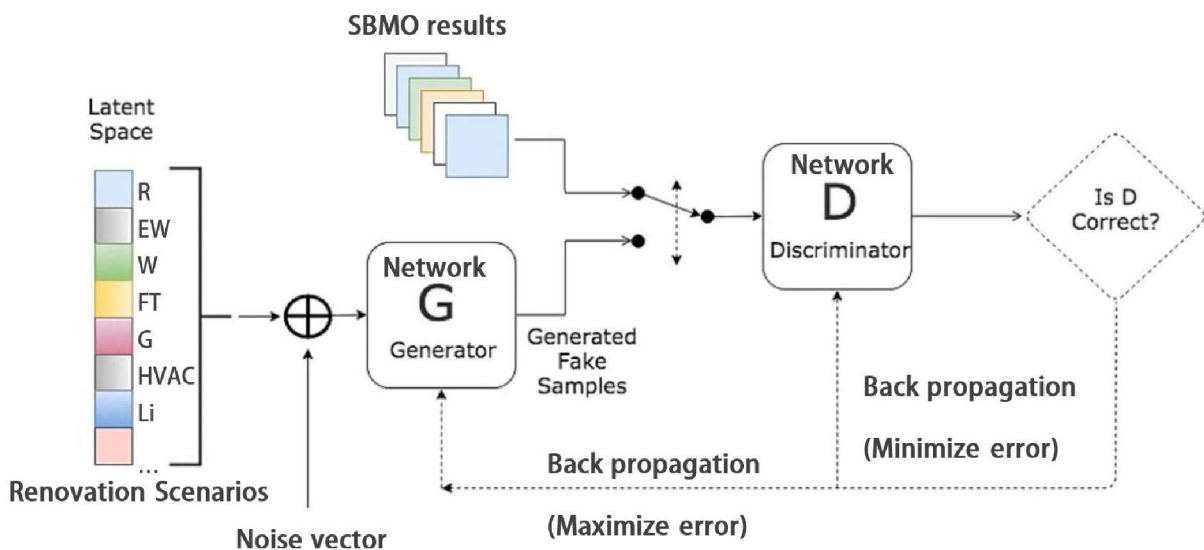 SBMO results
Latent
Space
R
EW
W
FT
G
HVAC
Li
...
Renovation Scenarios
Noise vector
Network
G
Generator
Generated
Fake
Samples
Network
D
Discriminator
Is D
Correct?
Back propagation
(Minimize error)
Back propagation
(Maximize error)